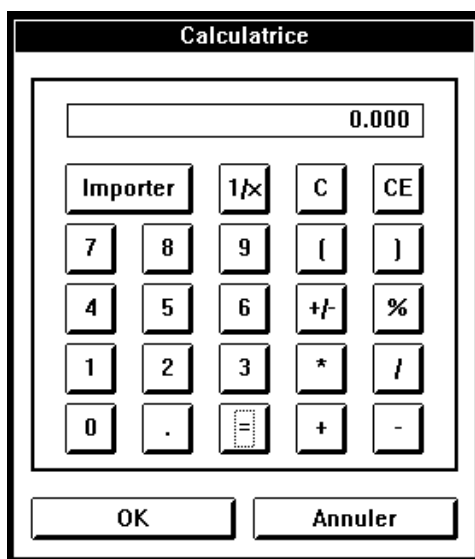 Calculatrice
0.000
Importer 1/x C CE
7 8 9 ( )
4 5 6 +/- %
1 2 3 * /
0 . = + -
OK Annuler